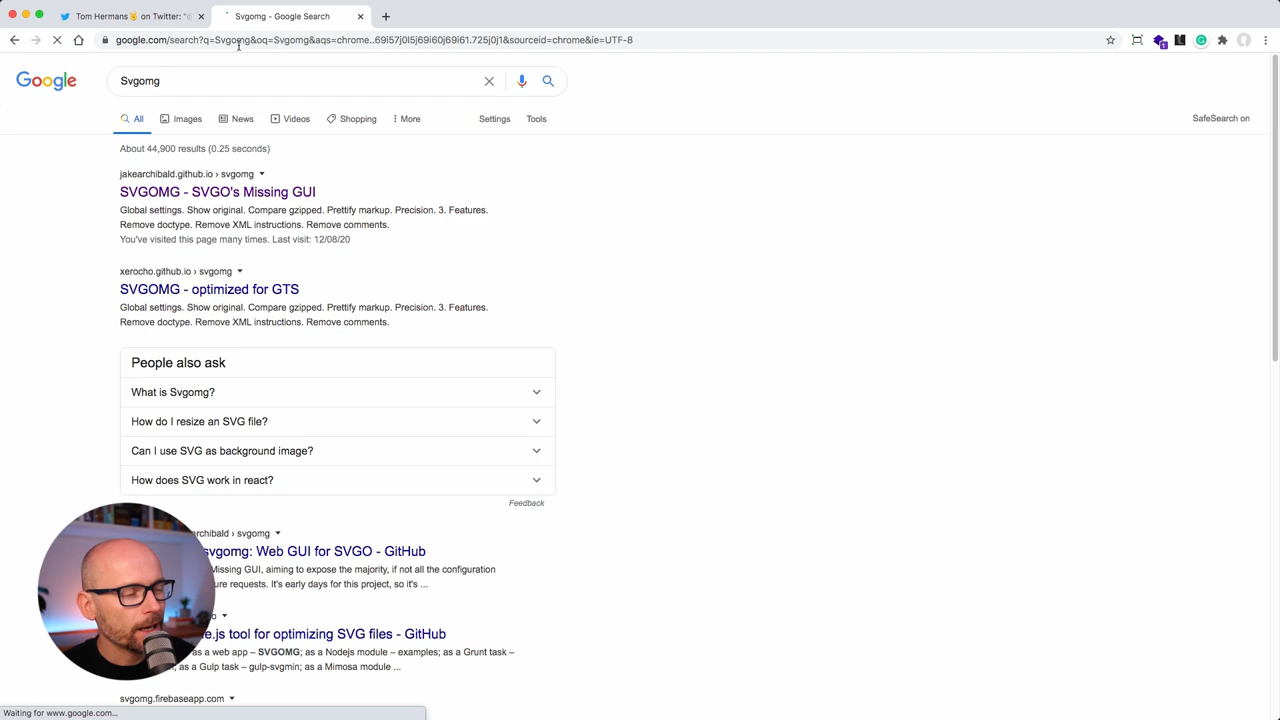 Tom Hermans🤘 on Twitter: "@
Svgomg - Google Search
google.com/search?q=Svgomg&oq=Svgomg&aqs=chrome..69i57j0l5j69i60j69i61.725j0j1&sourceid=chrome&ie=UTF-8
Google
Svgomg
All
Images
News
Videos
Shopping
More
Settings
Tools
SafeSearch on
About 44,900 results (0.25 seconds)
jakearchibald.github.io › svgomg
SVGOMG - SVGO's Missing GUI
Global settings. Show original. Compare gzipped. Prettify markup. Precision. 3. Features.
Remove doctype. Remove XML instructions. Remove comments.
You've visited this page many times. Last visit: 12/08/20
xerocho.github.io › svgomg
SVGOMG - optimized for GTS
Global settings. Show original. Compare gzipped. Prettify markup. Precision. 3. Features.
Remove doctype. Remove XML instructions. Remove comments.
People also ask
What is Svgomg?
How do I resize an SVG file?
Can I use SVG as background image?
How does SVG work in react?
Feedback
archibald › svgomg
svgomg: Web GUI for SVGO - GitHub
Missing GUI, aiming to expose the majority, if not all the configuration
ure requests. It's early days for this project, so it's ...
e.js tool for optimizing SVG files - GitHub
as a web app – SVGOMG; as a Nodejs module – examples; as a Grunt task –
, as a Gulp task – gulp-svgmin; as a Mimosa module ...
svgomg.firebaseapp.com
Waiting for www.google.com...